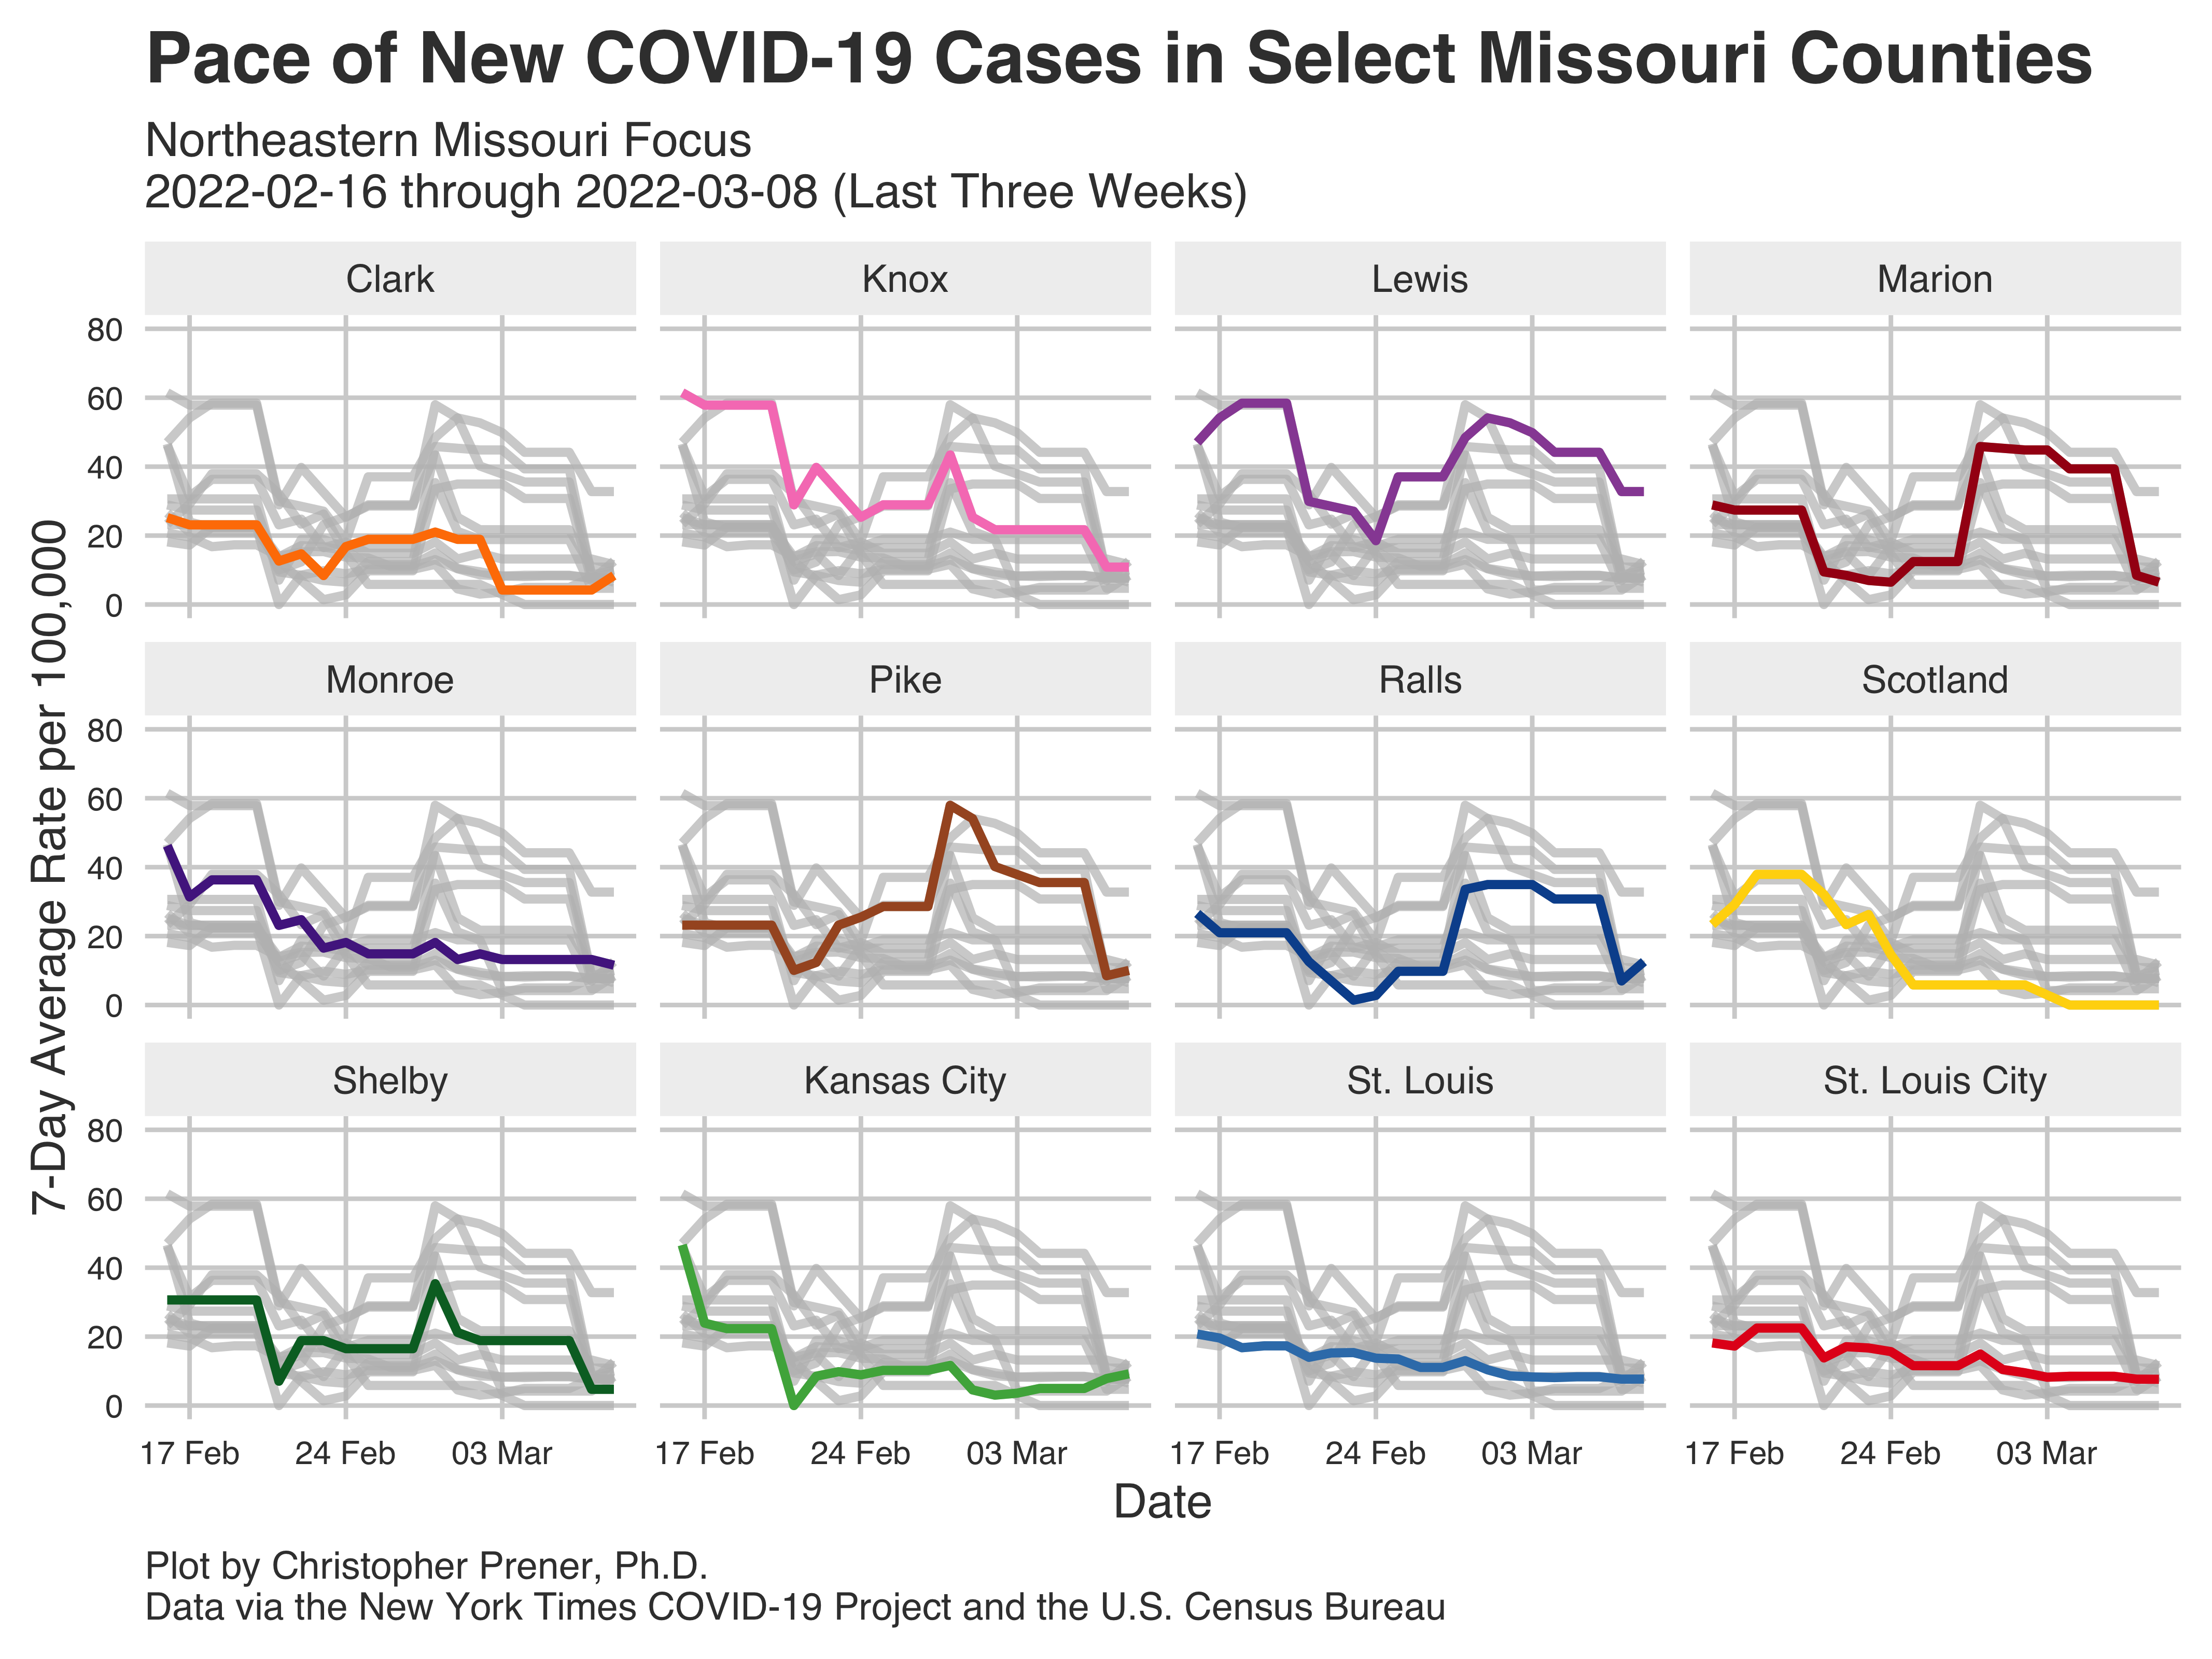 Pace of New COVID-19 Cases in Select Missouri Counties
Northeastern Missouri Focus
2022-02-16 through 2022-03-08 (Last Three Weeks)
7-Day Average Rate per 100,000
Clark
Knox
Lewis
Marion
80
60
40
20
0
Monroe
Pike
Ralls
Scotland
80
60
40
20
0
Shelby
Kansas City
St. Louis
St. Louis City
80
60
40
20
0
17 Feb 24 Feb 03 Mar
17 Feb 24 Feb 03 Mar
17 Feb 24 Feb 03 Mar
17 Feb 24 Feb 03 Mar
Date
Plot by Christopher Prener, Ph.D.
Data via the New York Times COVID-19 Project and the U.S. Census Bureau